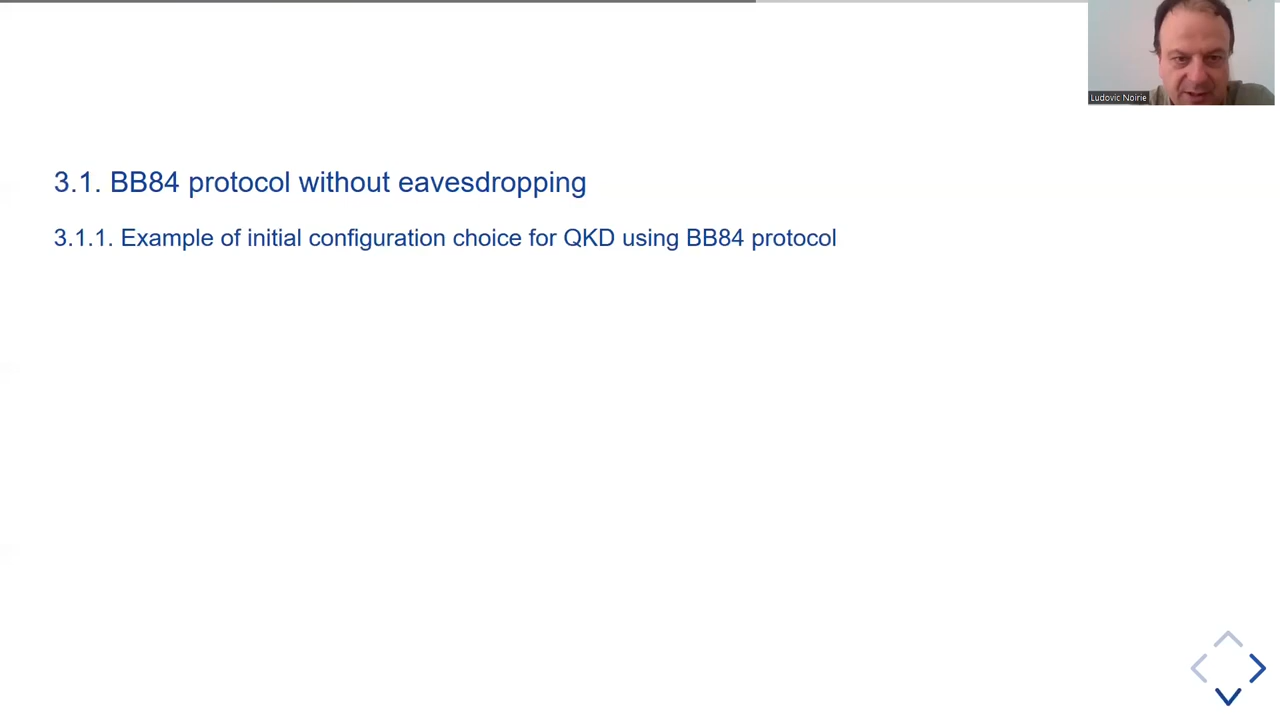 Ludovic Noirie
3.1. BB84 protocol without eavesdropping
3.1.1. Example of initial configuration choice for QKD using BB84 protocol